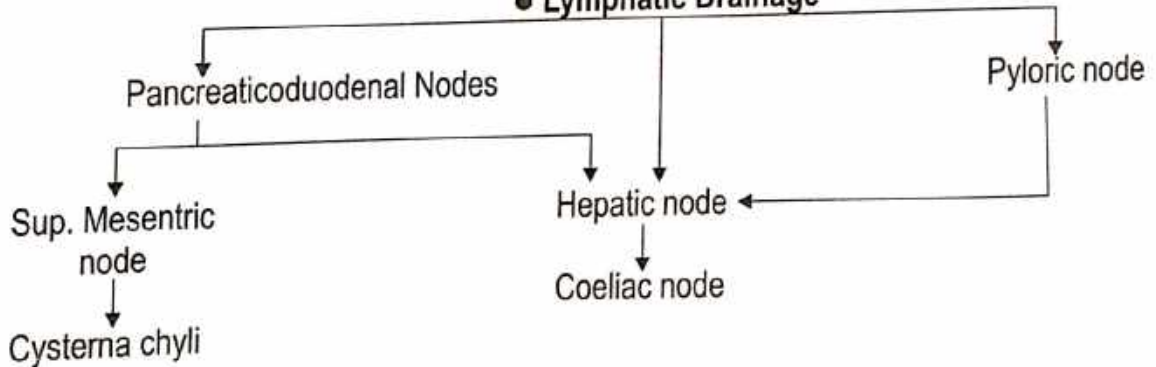 ● Lymphatic Drainage
Pancreaticoduodenal Nodes
Pyloric node
Sup. Mesentric
node
Hepatic node
Coeliac node
Cysterna chyli